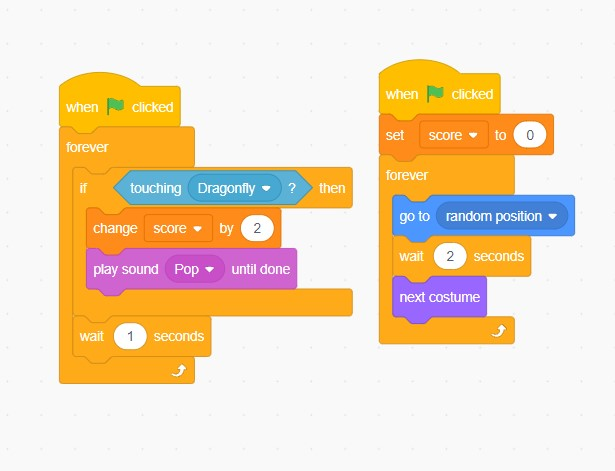 when clicked
forever
if touching Dragonfly ? then
change score by 2
play sound Pop until done
wait 1 seconds
when clicked
set score to 0
forever
go to random position
wait 2 seconds
next costume